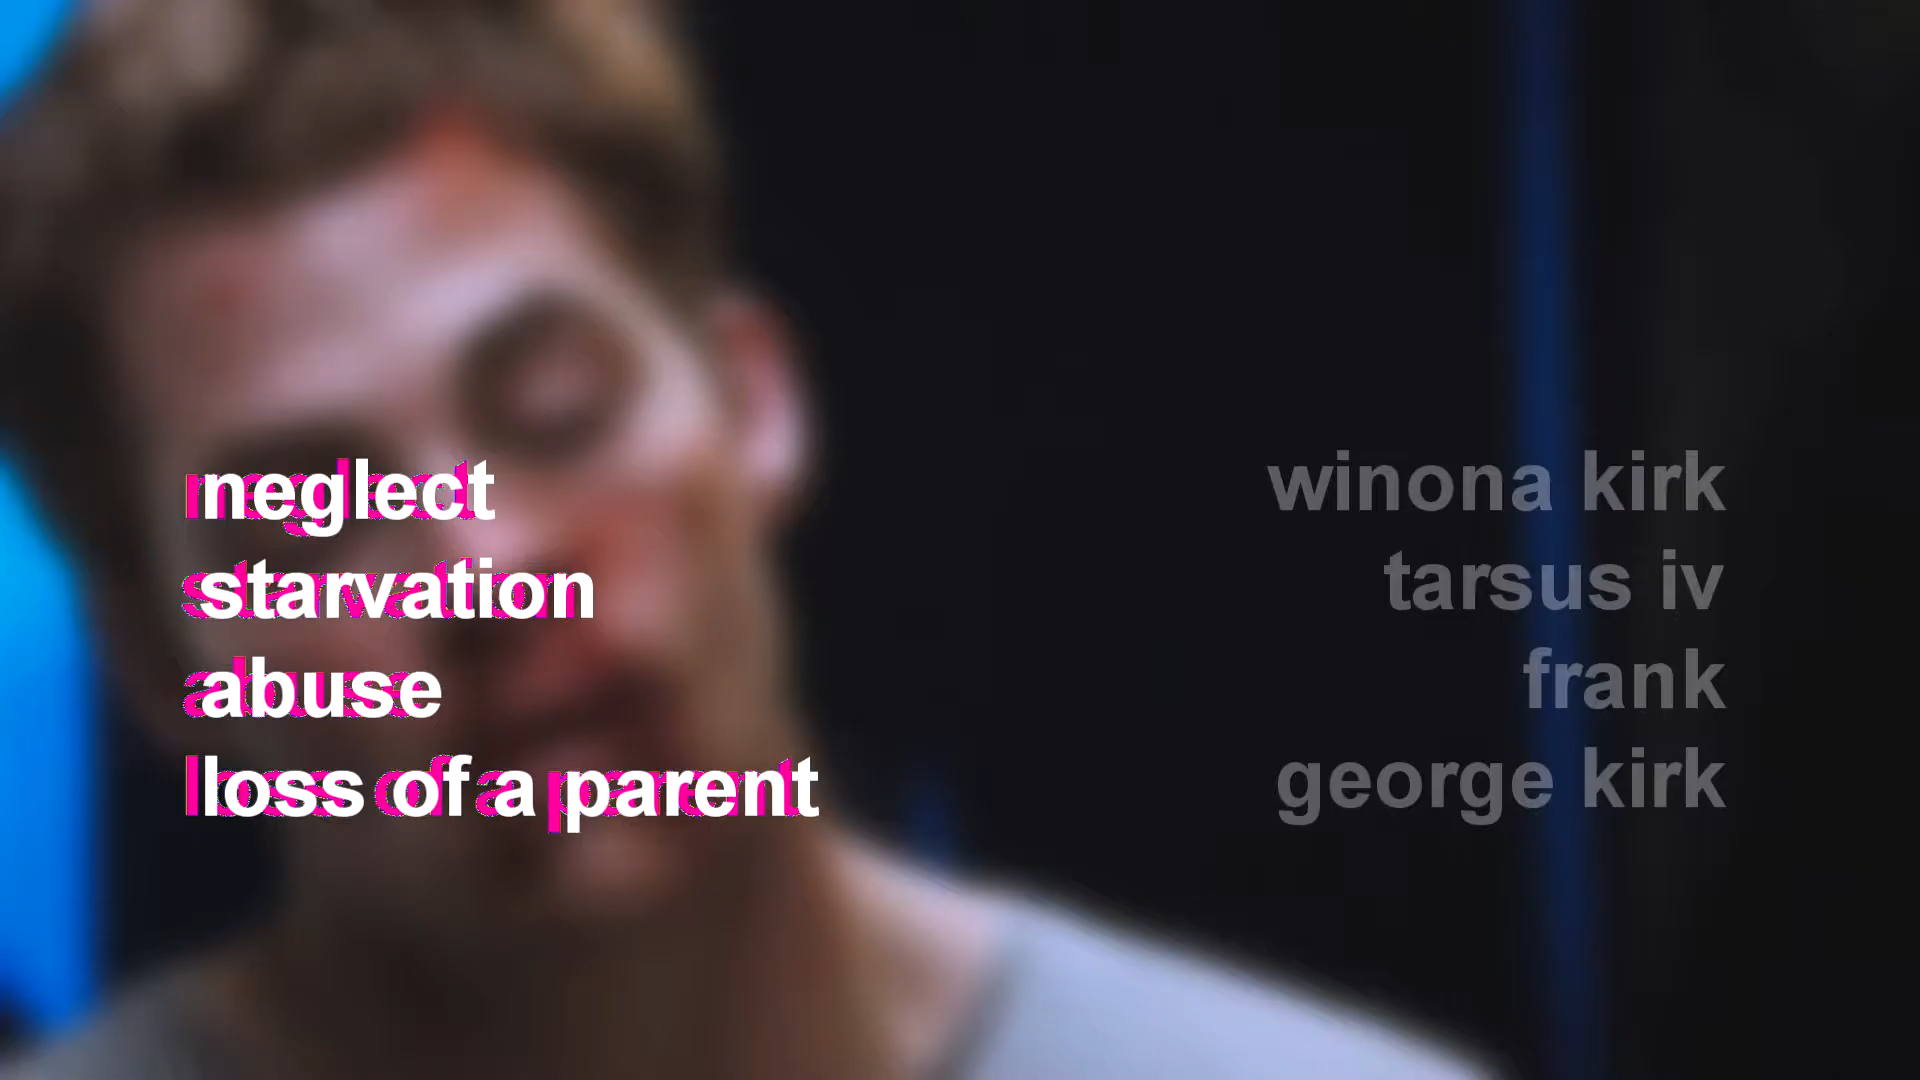 neglect winona kirk
starvation tarsus iv
abuse frank
loss of a parent george kirk